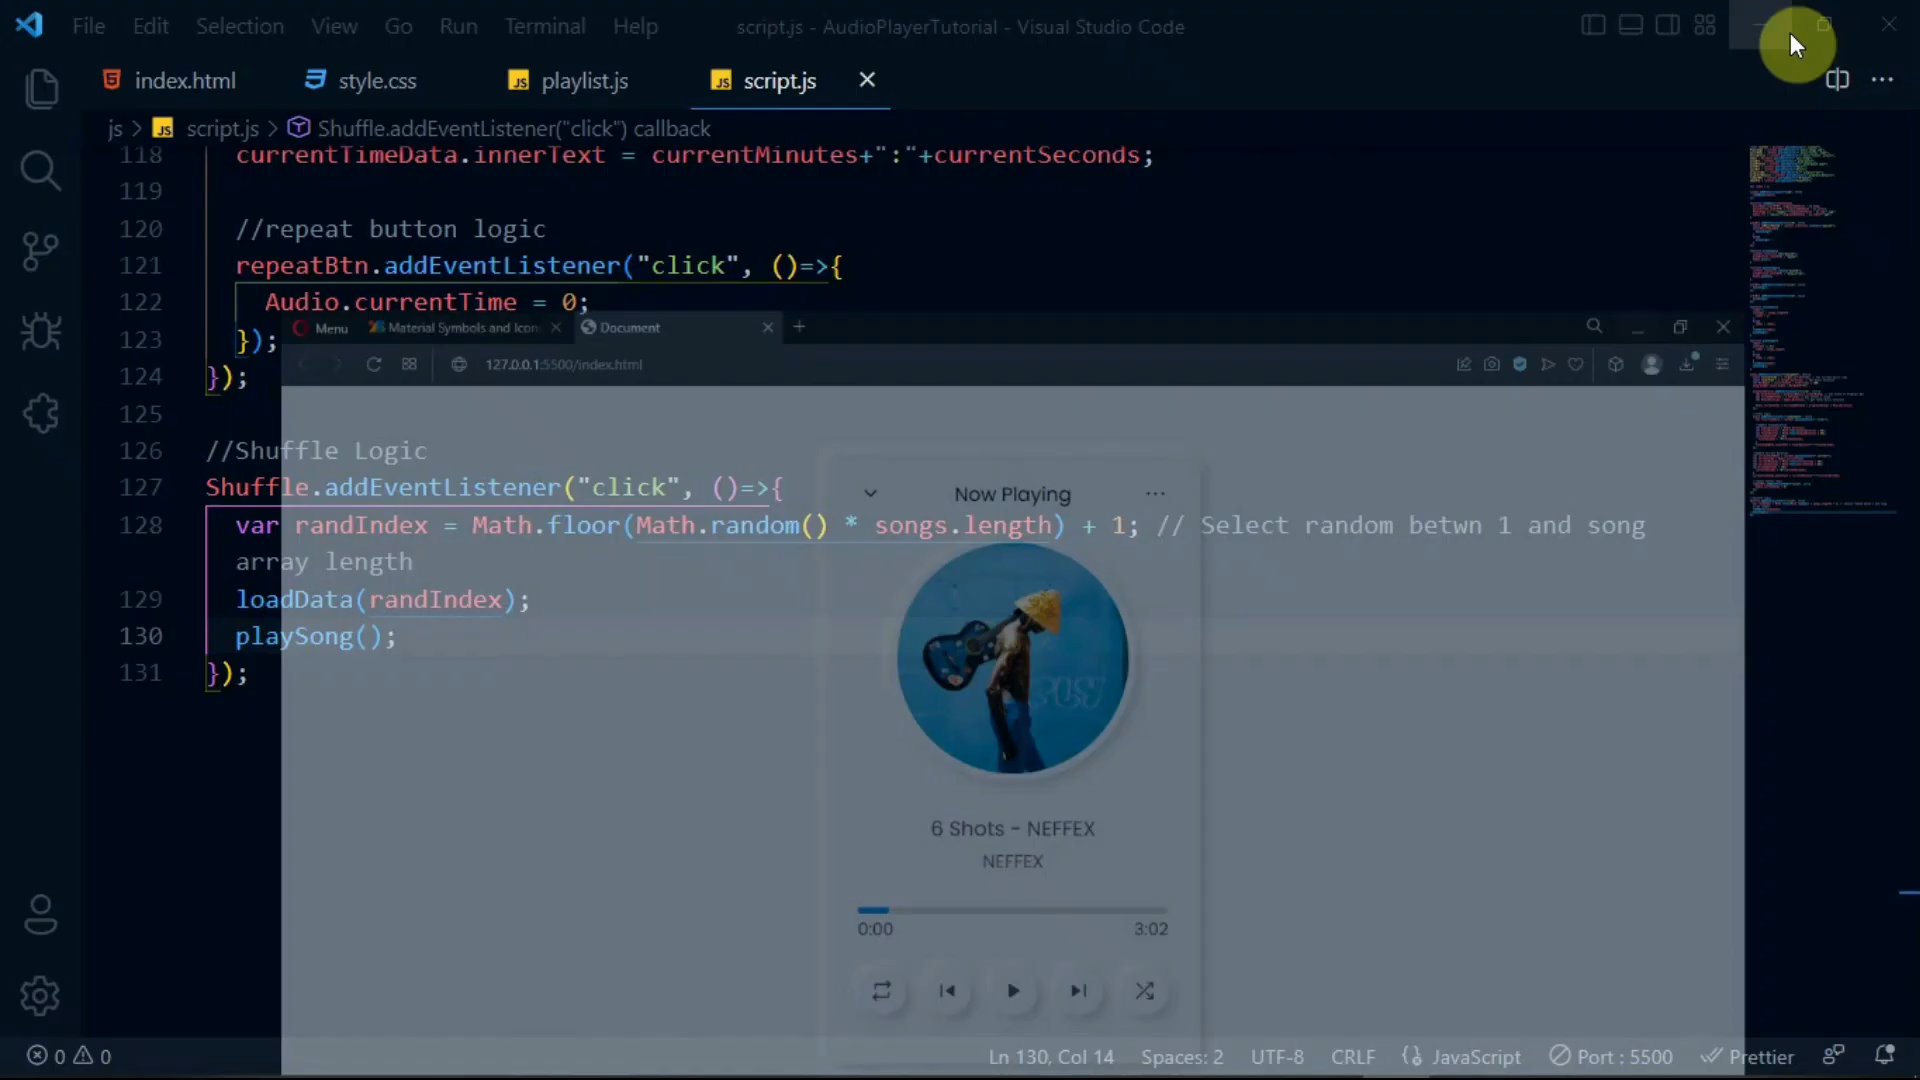 File Edit Selection View Go Run Terminal Help script.js - AudioPlayerTutorial - Visual Studio Code
index.html style.css JS playlist.js JS script.js
js > JS script.js > Shuffle.addEventListener("click") callback
118 currentTimeData.innerText = currentMinutes+":"+currentSeconds;
119
120 //repeat button logic
121 repeatBtn.addEventListener("click", ()=>{
122 Audio.currentTime = 0;
Menu Material Symbols and Icon Document
123 });
127.0.0.1:5500/index.html
124 });
125
126 //Shuffle Logic
127 Shuffle.addEventListener("click", ()=>{
Now Playing
128 var randIndex = Math.floor(Math.random() * songs.length) + 1; // Select random betwn 1 and song
array length
129 loadData(randIndex);
130 playSong();
131 });
6 Shots - NEFFEX
NEFFEX
0:00 3:02
0 0 Ln 130, Col 14 Spaces: 2 UTF-8 CRLF JavaScript Port : 5500 Prettier